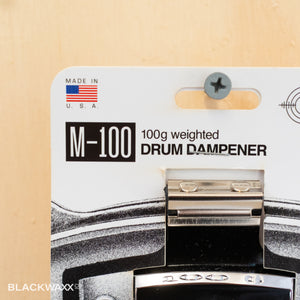 MADE IN
U. S. A.
M-100
100g weighted
DRUM DAMPENER
BLACKWAXX